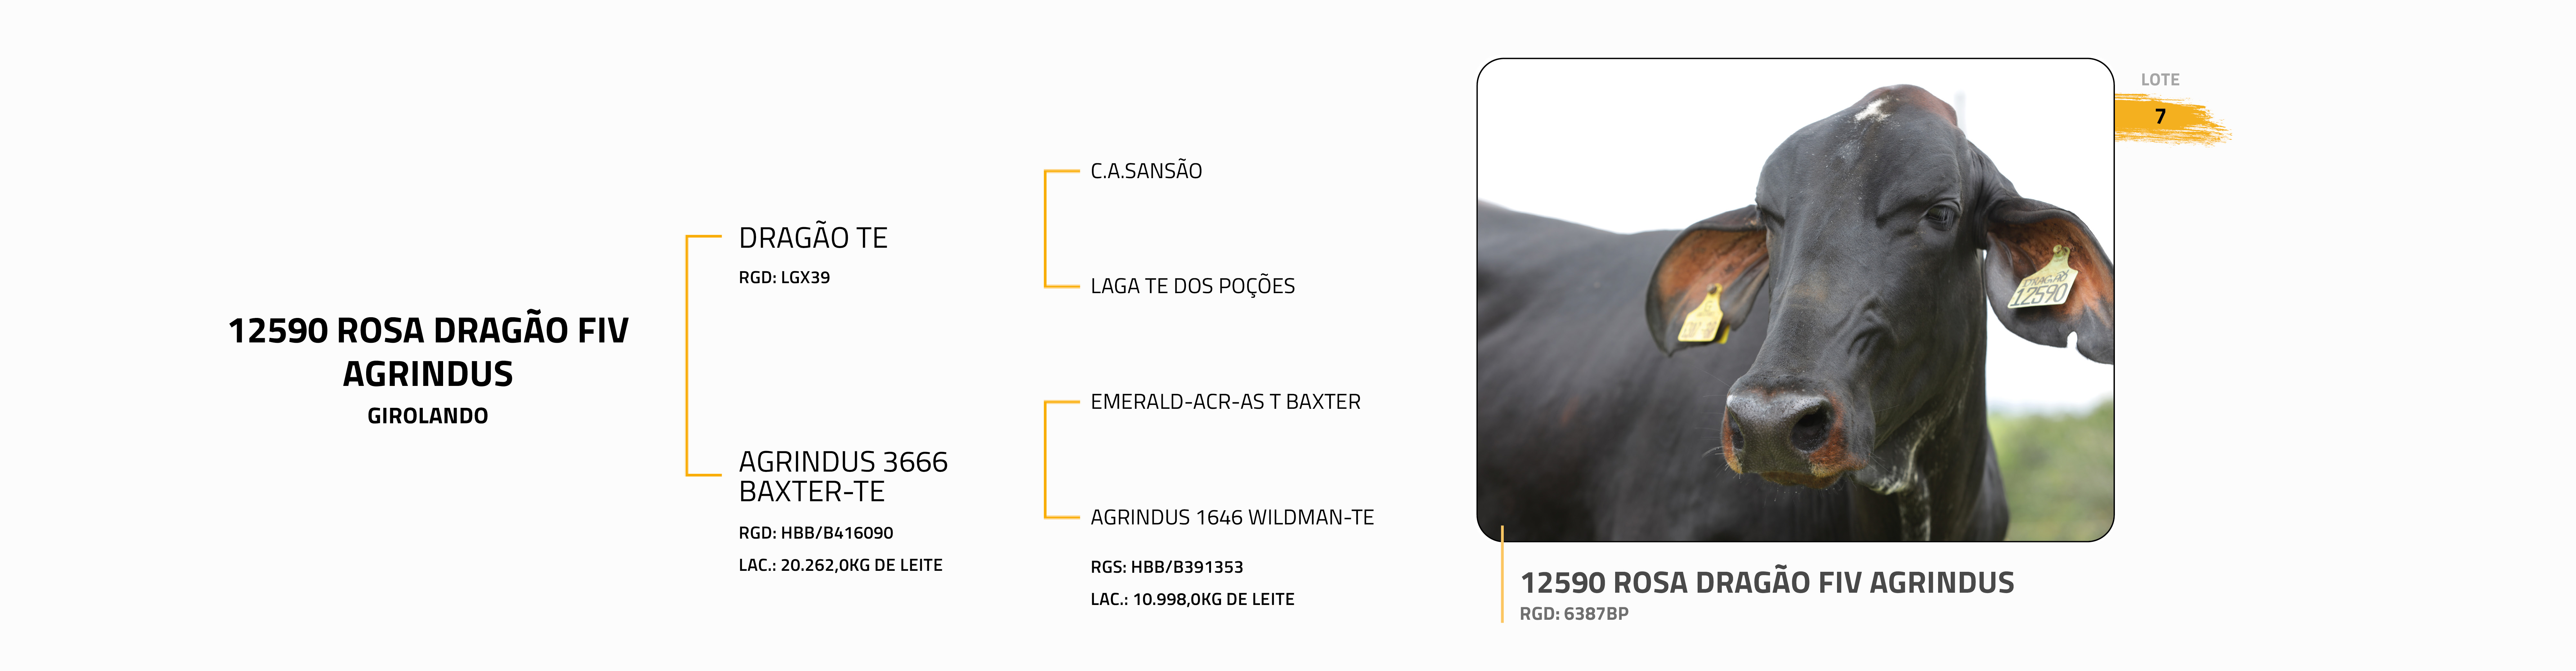 12590 ROSA DRAGÃO FIV
AGRINDUS
GIROLANDO
DRAGÃO TE
RGD: LGX39
AGRINDUS 3666
BAXTER-TE
RGD: HBB/B416090
LAC.: 20.262,0KG DE LEITE
C.A.SANSÃO
LAGA TE DOS POÇÕES
EMERALD-ACR-AS T BAXTER
AGRINDUS 1646 WILDMAN-TE
RGS: HBB/B391353
LAC.: 10.998,0KG DE LEITE
DRAGÃO
12590
LOTE
7
12590 ROSA DRAGÃO FIV AGRINDUS
RGD: 6387BP